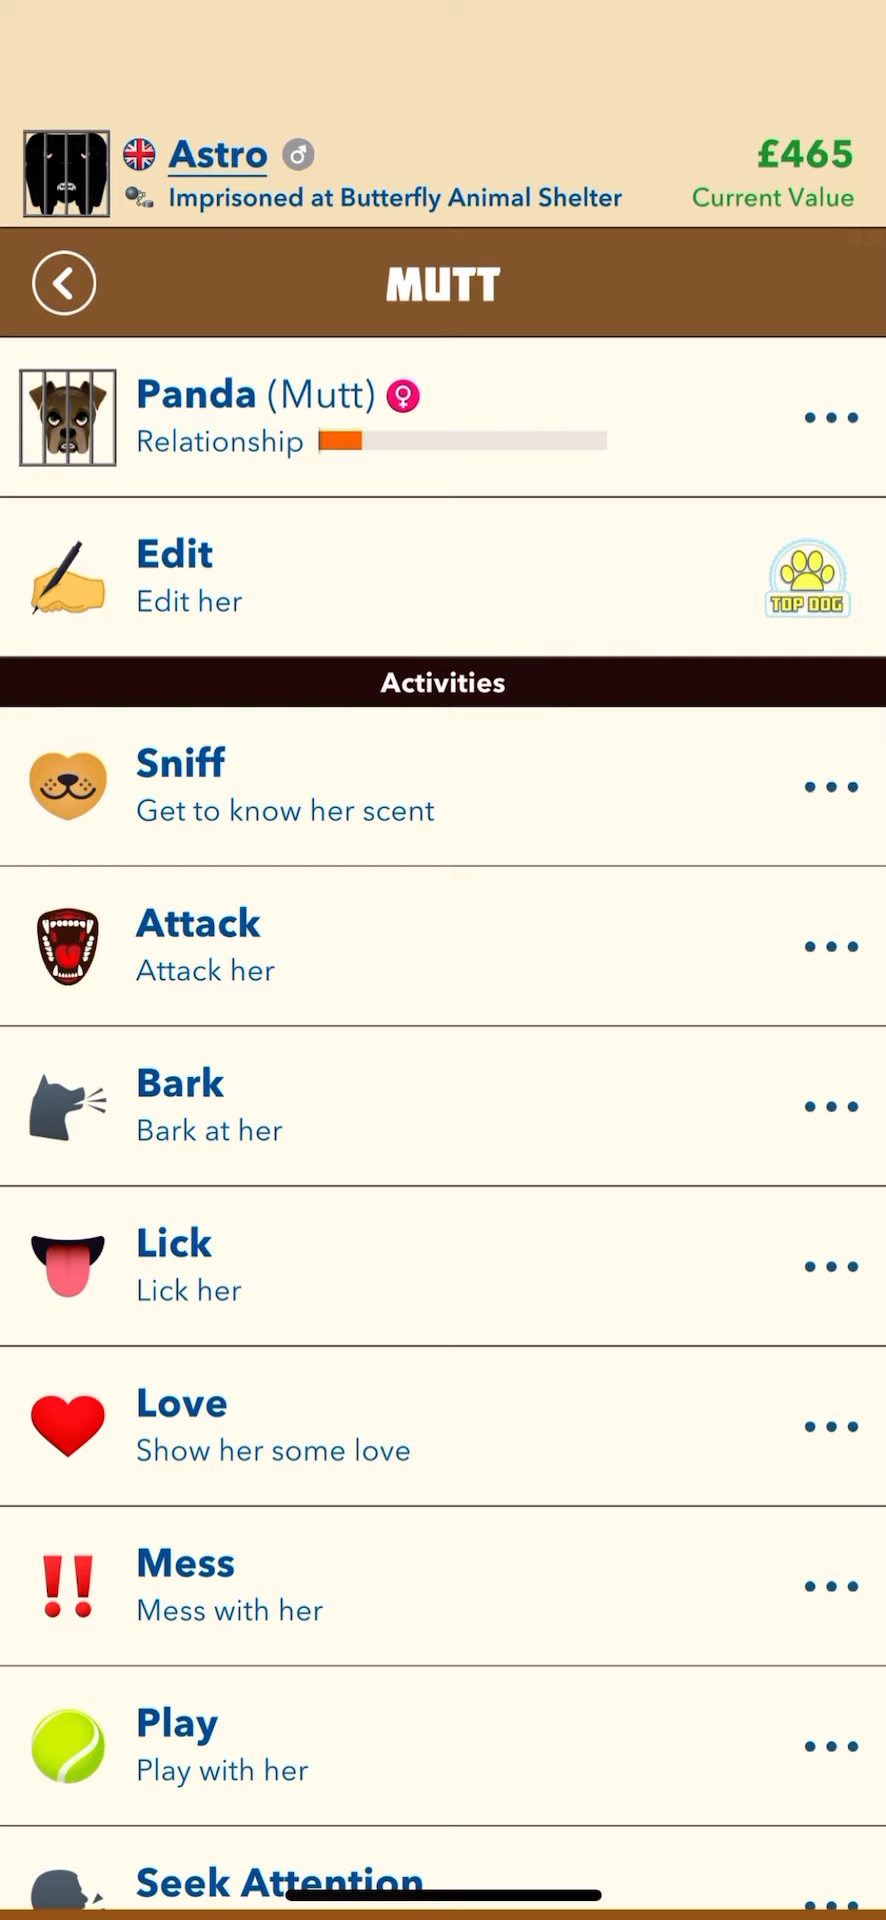 Astro
£465
Imprisoned at Butterfly Animal Shelter
Current Value
MUTT
Panda (Mutt)
Relationship
Edit
Edit her
TOP DOG
Activities
Sniff
Get to know her scent
Attack
Attack her
Bark
Bark at her
Lick
Lick her
Love
Show her some love
Mess
Mess with her
Play
Play with her
Seek Attention